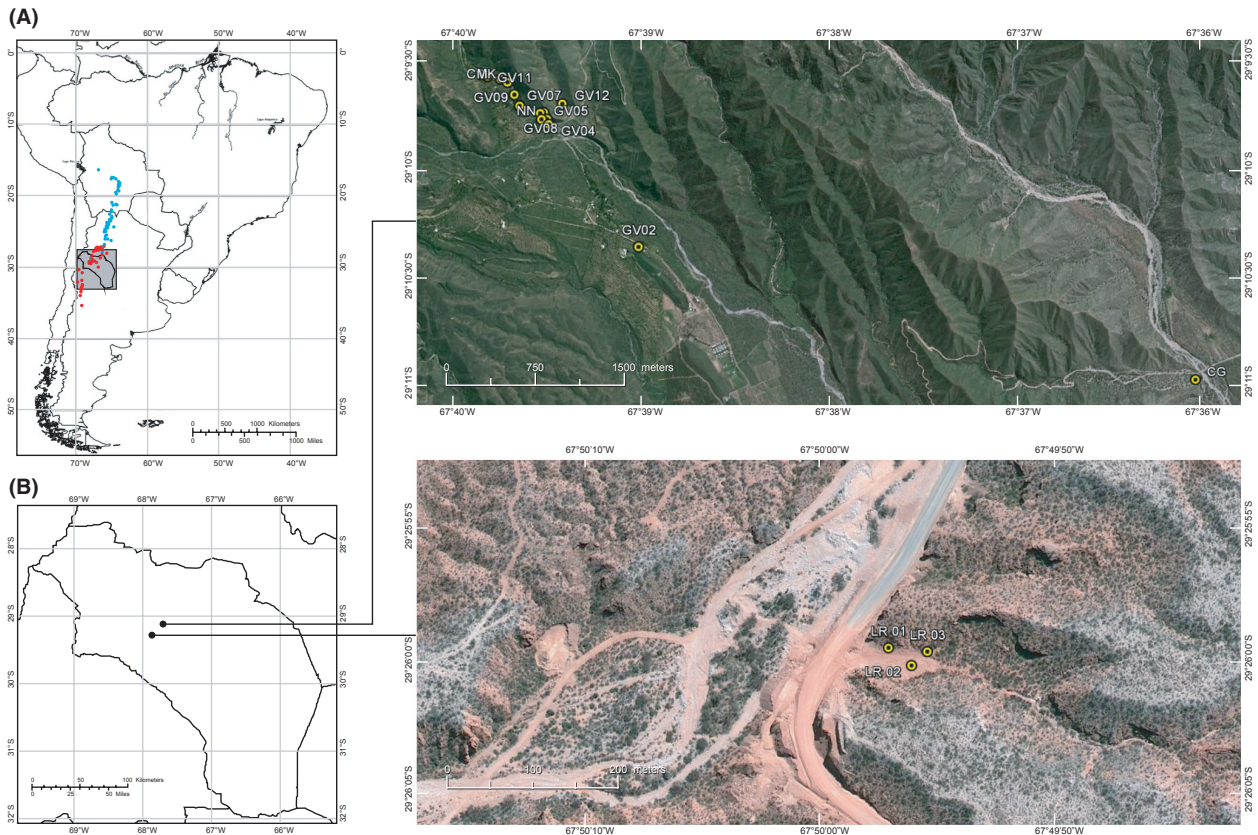 (A)
70°W 60°W 50°W 40°W
0°
10°S
20°S
30°S
40°S
50°S
0 500 1000 Kilometers
0 500 1000 Miles
70°W 60°W 50°W 40°W
67°40'W 67°39'W 67°38'W 67°37'W 67°36'W
29°9'30"S 29°9'30"S
CMK GV11
GV09 GV07 GV12
NN GV05
GV08 GV04
29°10'S 29°10'S
GV02
29°10'30"S 29°10'30"S
0 750 1500 meters
CG
29°11'S 29°11'S
67°40'W 67°39'W 67°38'W 67°37'W 67°36'W
(B)
69°W 68°W 67°W 66°W
28°S 28°S
29°S 29°S
30°S 30°S
31°S 31°S
32°S 32°S
0 50 100 Kilometers
0 25 50 Miles
69°W 68°W 67°W 66°W
67°50'10"W 67°50'00"W 67°49'50"W
29°25'55"S 29°25'55"S
LR 01 LR 03
29°26'00"S 29°26'00"S
LR 02
0 100 200 meters
29°26'05"S 29°26'05"S
67°50'10"W 67°50'00"W 67°49'50"W